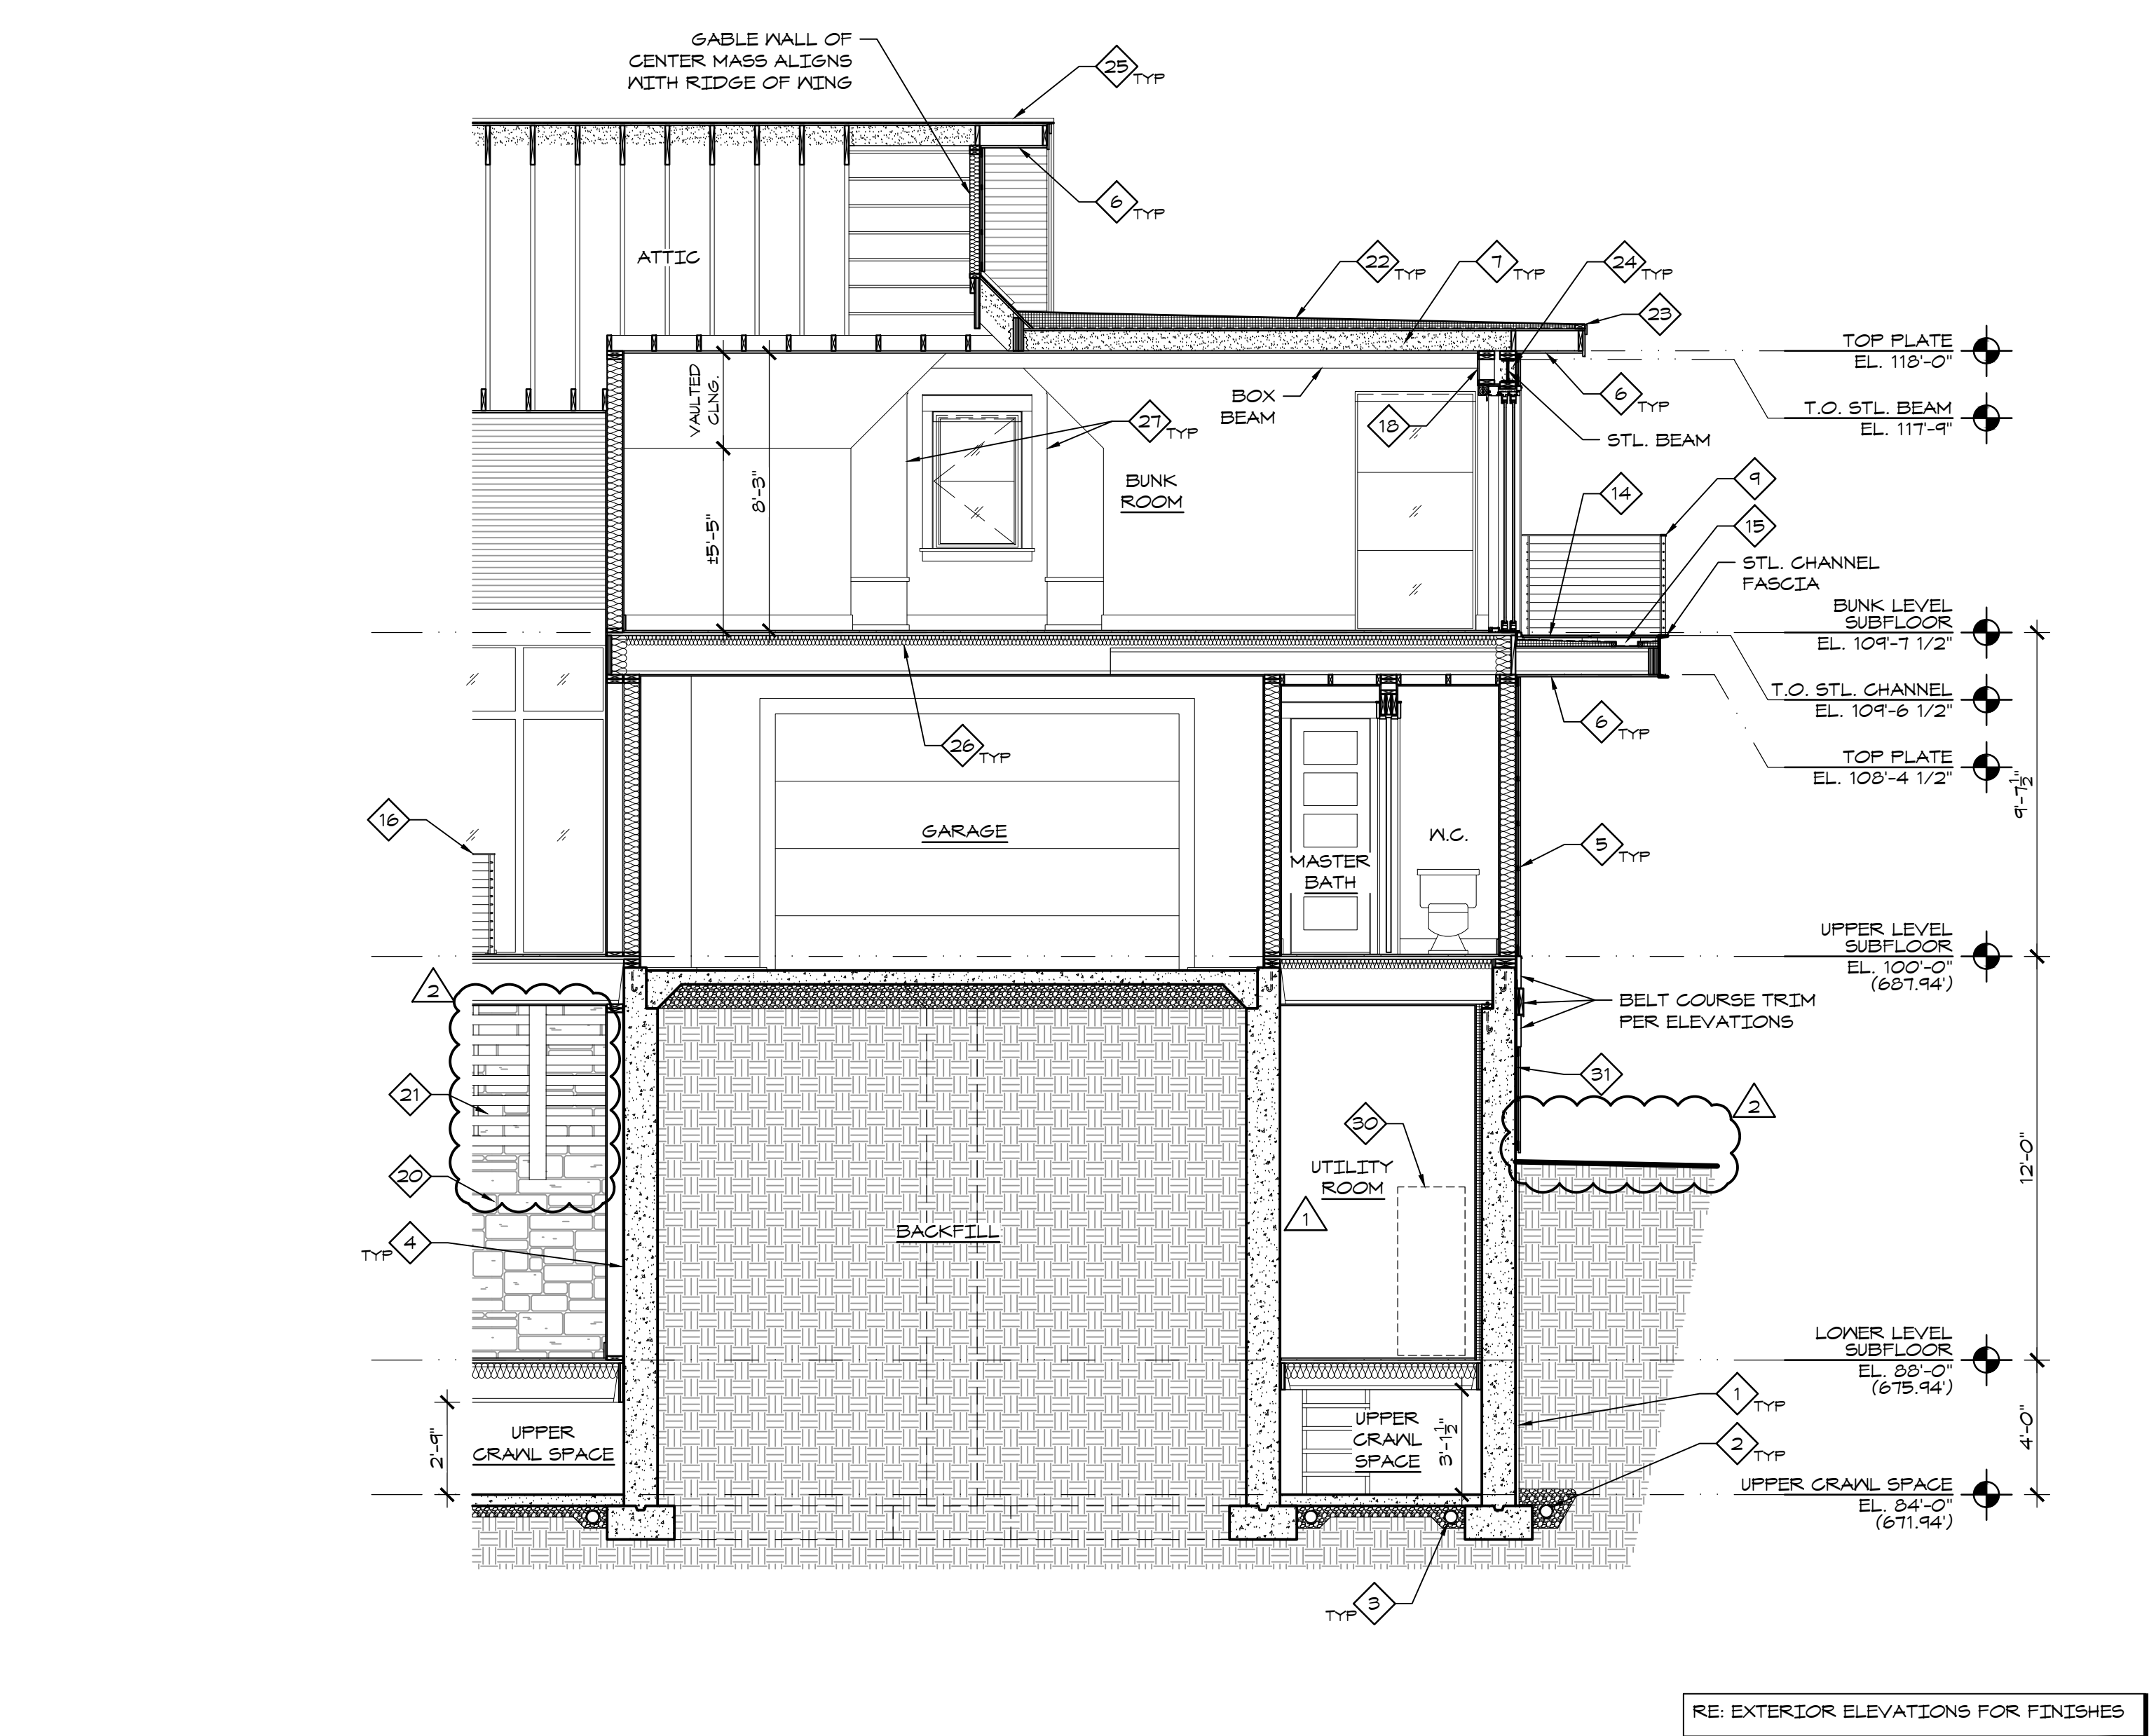 GABLE WALL OF
CENTER MASS ALIGNS
WITH RIDGE OF WING
25 TYP
6 TYP
ATTIC
22 TYP
7 TYP
24 TYP
23
TOP PLATE
EL. 118'-0"
T.O. STL. BEAM
EL. 117'-9"
VAULTED
CLNG.
BOX
BEAM
27 TYP
18
6 TYP
STL. BEAM
8'-3"
±5'-5"
BUNK
ROOM
14
9
15
STL. CHANNEL
FASCIA
BUNK LEVEL
SUBFLOOR
EL. 109'-7 1/2"
T.O. STL. CHANNEL
EL. 109'-6 1/2"
6 TYP
26 TYP
TOP PLATE
EL. 108'-4 1/2"
9'-7 1/2"
16
GARAGE
W.C.
MASTER
BATH
5 TYP
UPPER LEVEL
SUBFLOOR
EL. 100'-0"
(687.94')
2
BELT COURSE TRIM
PER ELEVATIONS
31
21
2
30
20
UTILITY
ROOM
12'-0"
1
BACKFILL
TYP 4
LOWER LEVEL
SUBFLOOR
EL. 88'-0"
(675.94')
1 TYP
UPPER
CRAWL SPACE
2'-9"
UPPER
CRAWL
SPACE
3'-1 1/2"
2 TYP
4'-0"
UPPER CRAWL SPACE
EL. 84'-0"
(671.94')
TYP 3
RE: EXTERIOR ELEVATIONS FOR FINISHES